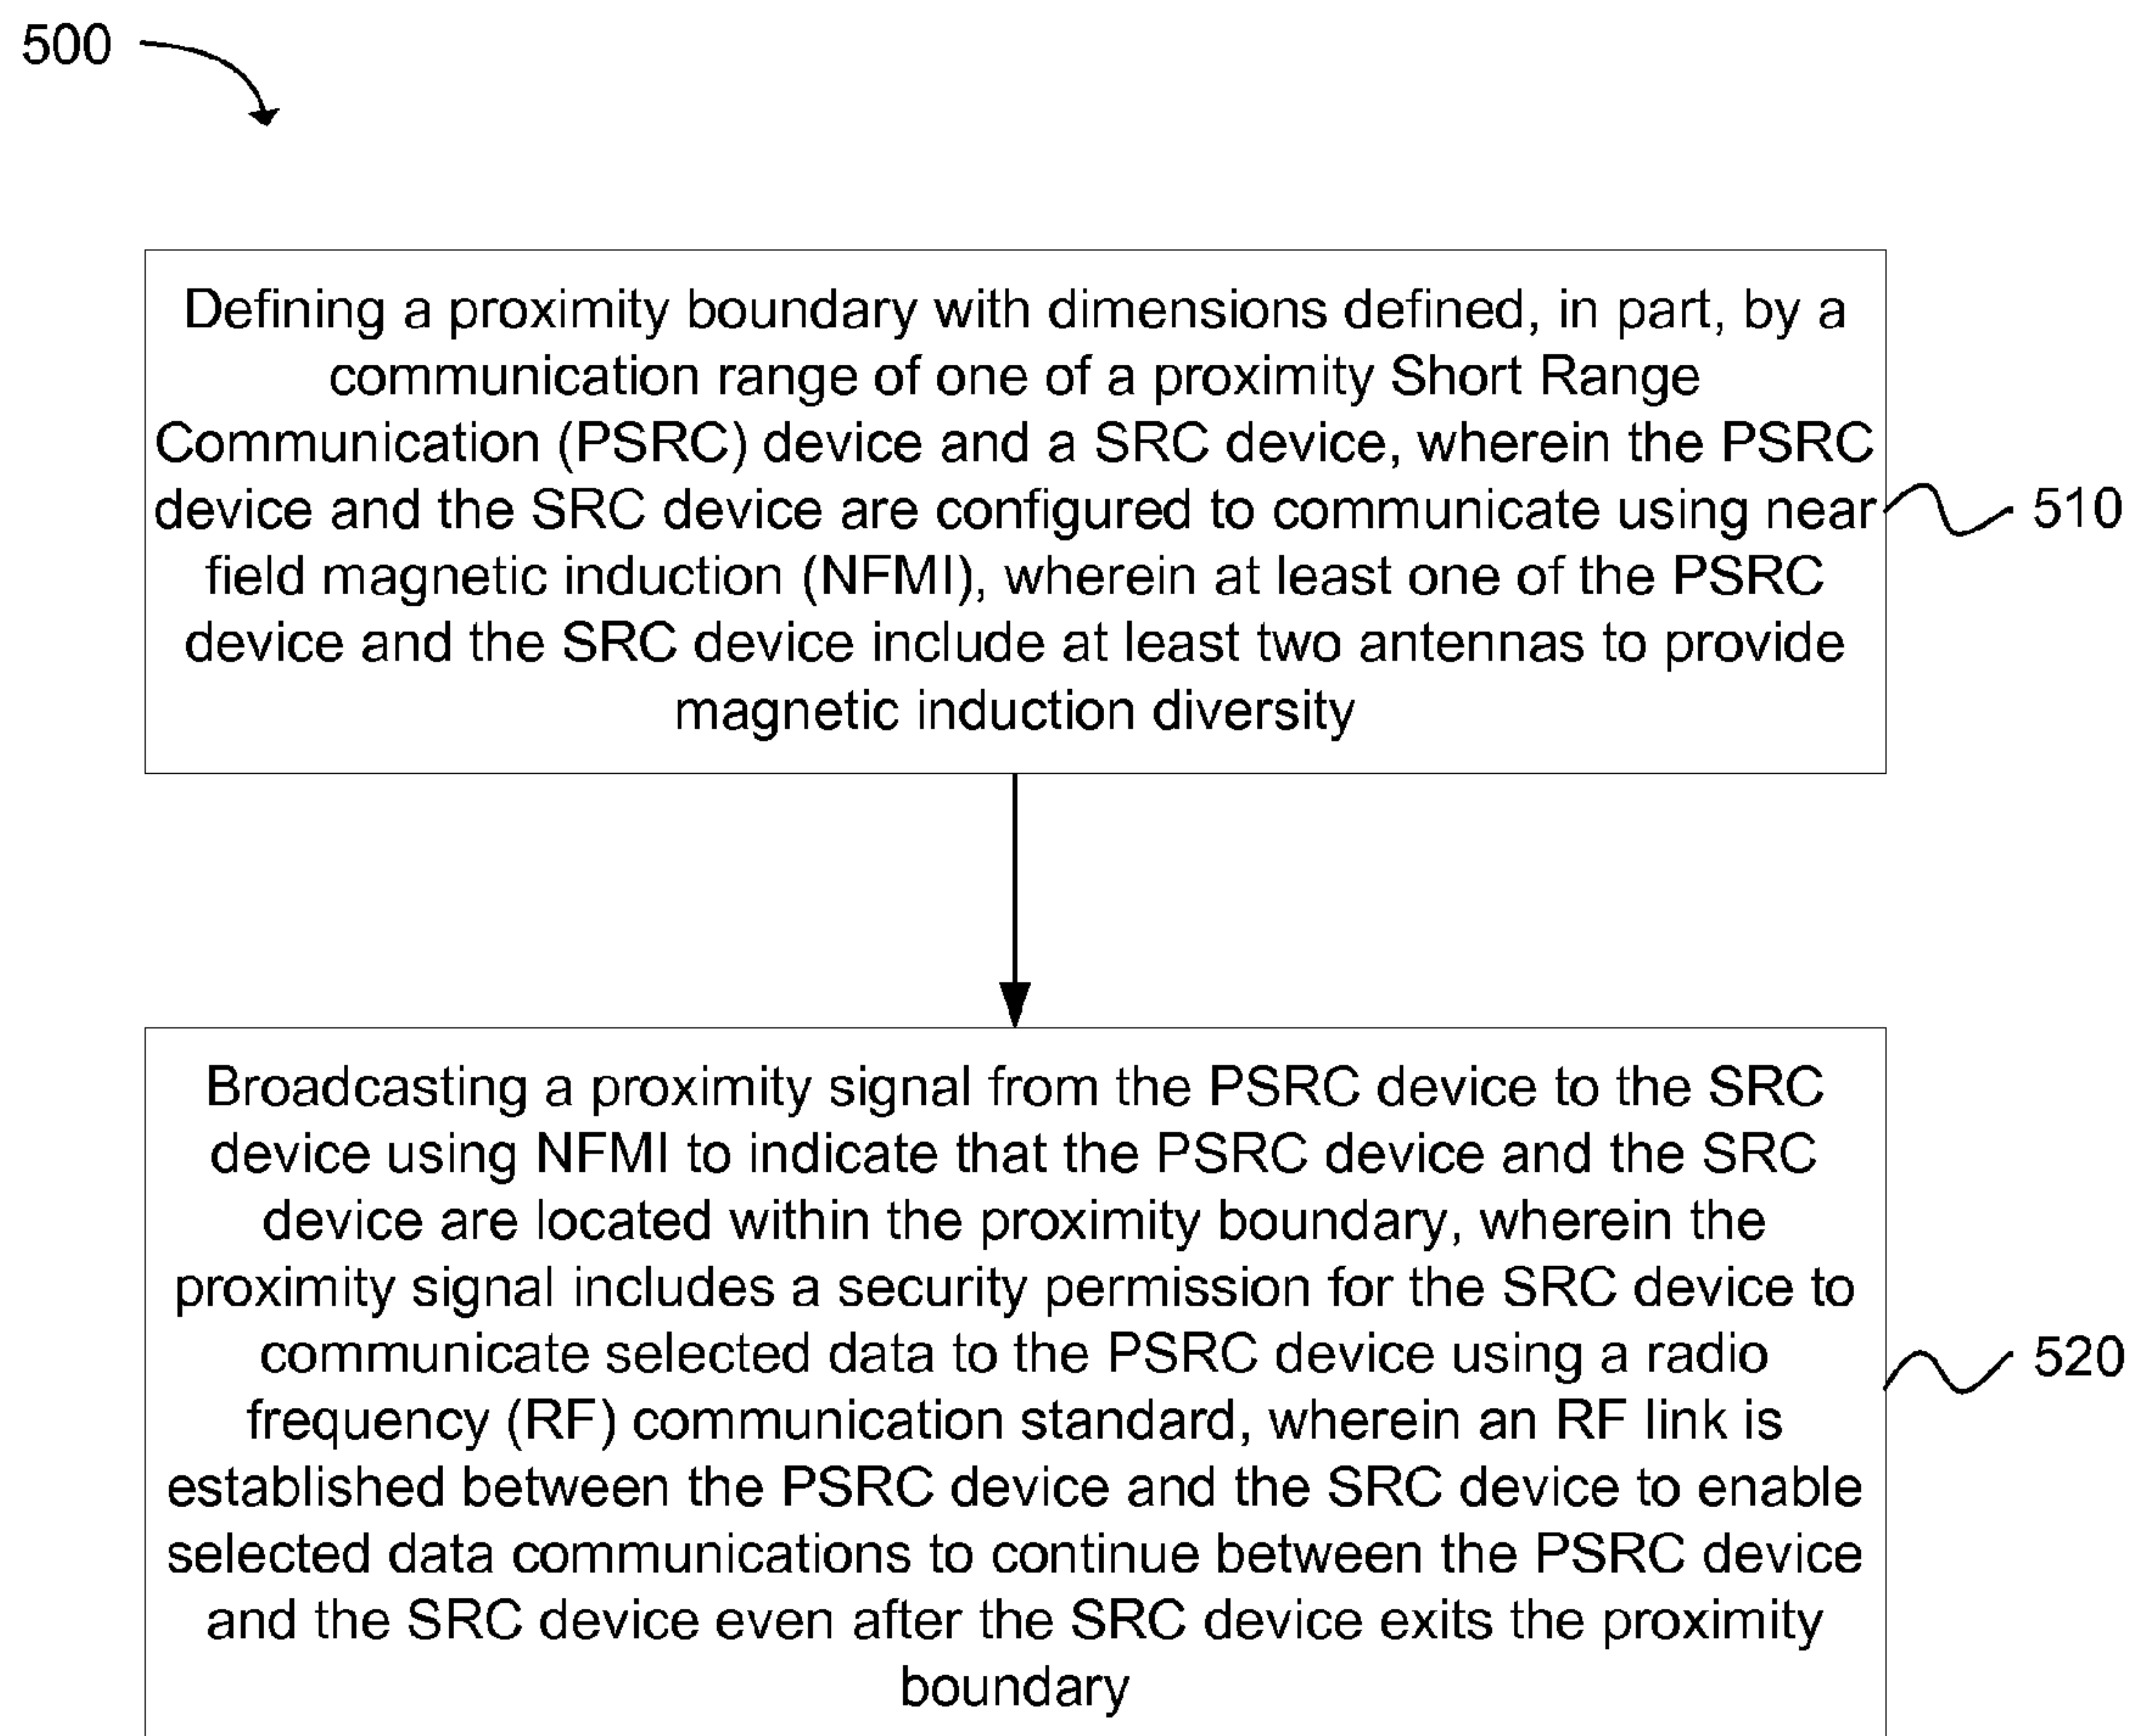 500
Defining a proximity boundary with dimensions defined, in part, by a
communication range of one of a proximity Short Range
Communication (PSRC) device and a SRC device, wherein the PSRC
device and the SRC device are configured to communicate using near
field magnetic induction (NFMI), wherein at least one of the PSRC
device and the SRC device include at least two antennas to provide
magnetic induction diversity
510
Broadcasting a proximity signal from the PSRC device to the SRC
device using NFMI to indicate that the PSRC device and the SRC
device are located within the proximity boundary, wherein the
proximity signal includes a security permission for the SRC device to
communicate selected data to the PSRC device using a radio
frequency (RF) communication standard, wherein an RF link is
established between the PSRC device and the SRC device to enable
selected data communications to continue between the PSRC device
and the SRC device even after the SRC device exits the proximity
boundary
520